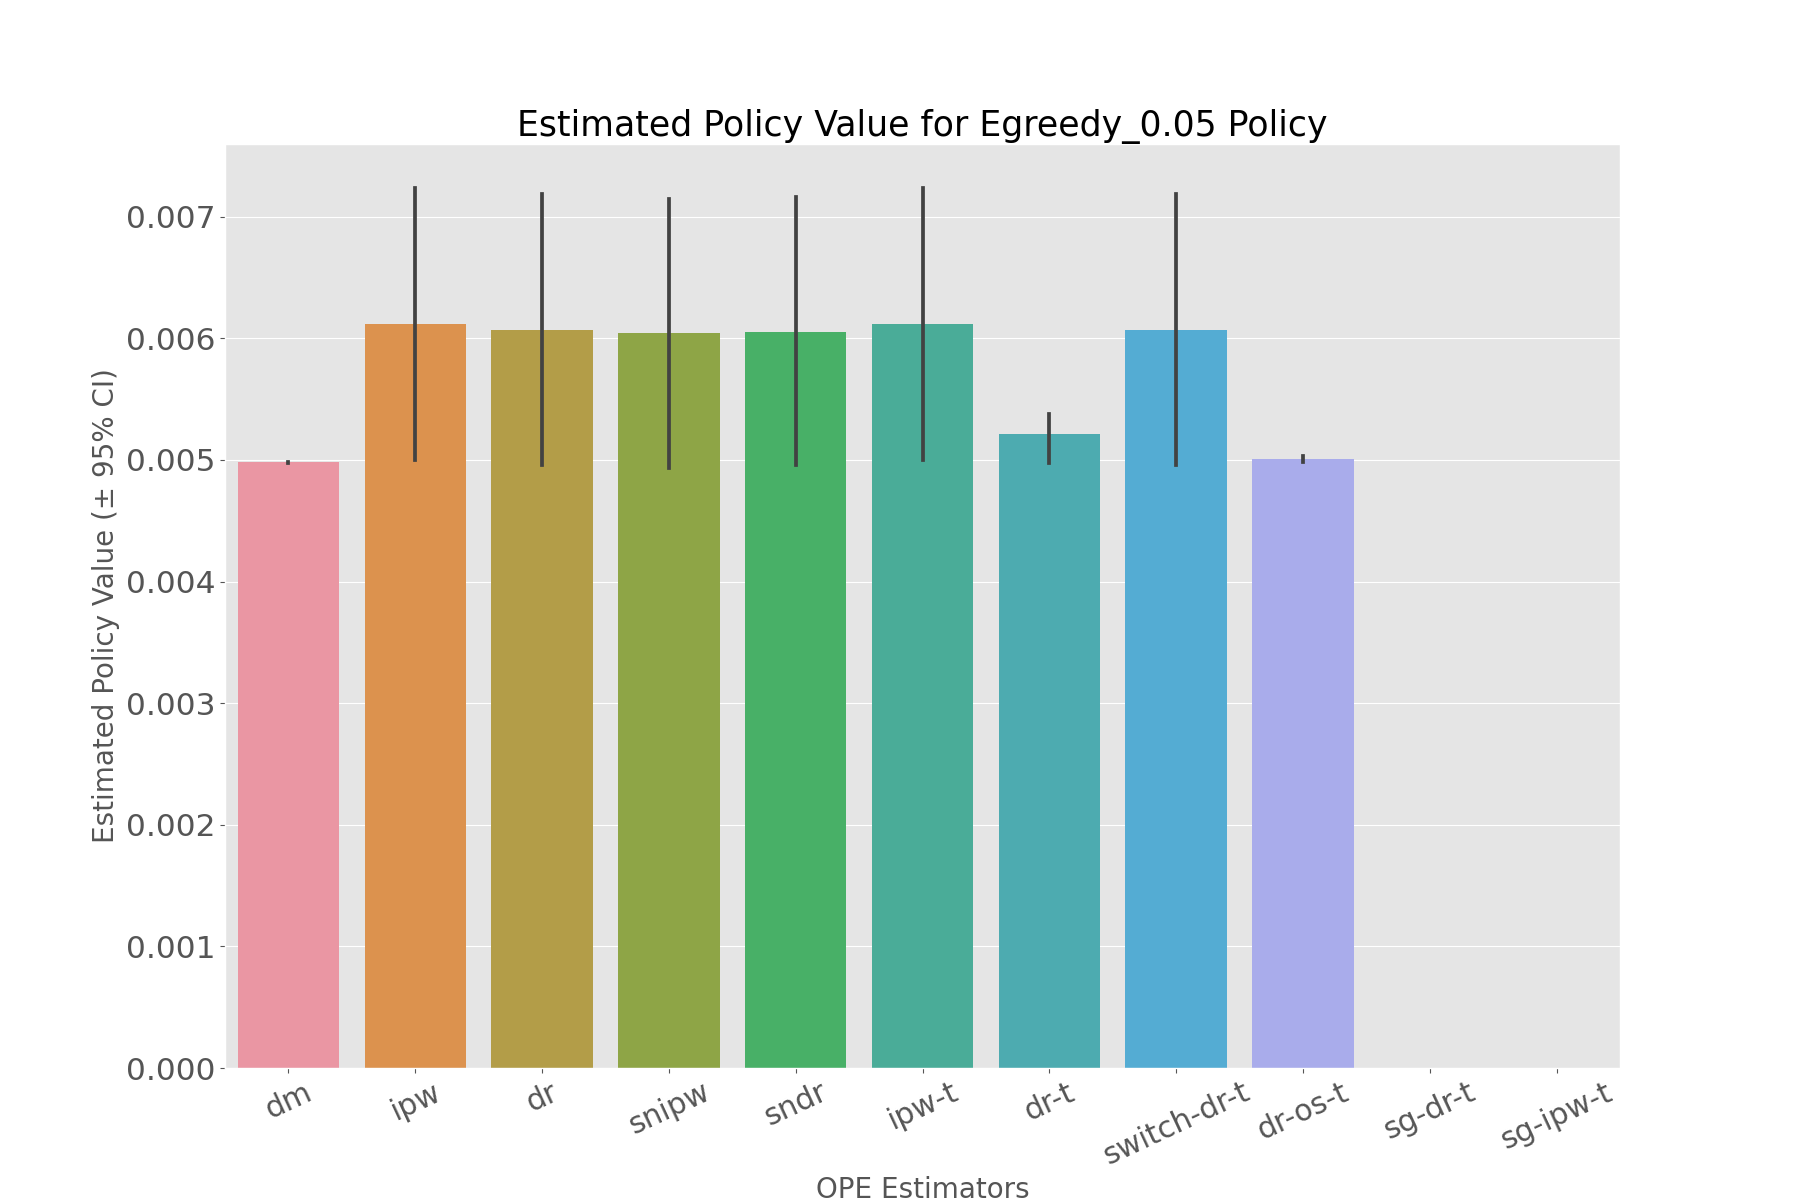 Estimated Policy Value for Egreedy_0.05 Policy
Estimated Policy Value (± 95% CI)
0.007
0.006
0.005
0.004
0.003
0.002
0.001
0.000
dm
ipw
dr
snipw
sndr
ipw-t
dr-t
switch-dr-t
dr-os-t
sg-dr-t
sg-ipw-t
OPE Estimators